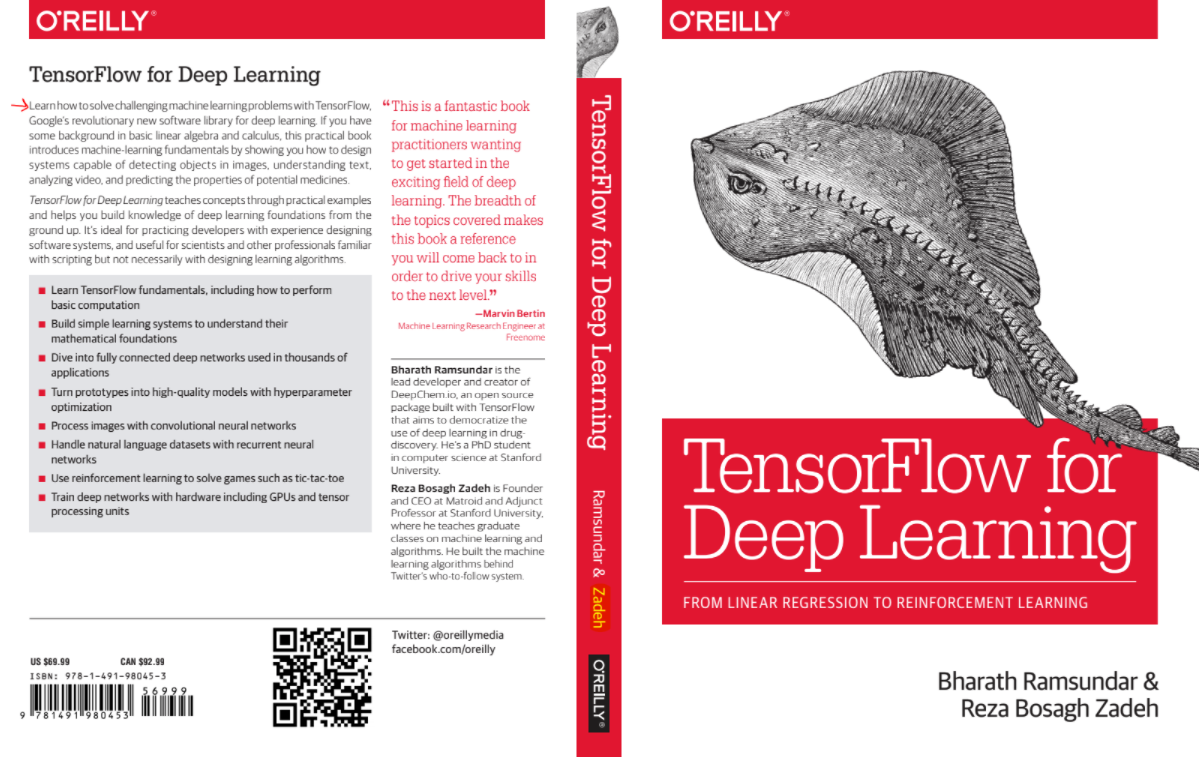 O'REILLY®
TensorFlow for Deep Learning
Learn how to solve challenging machine learning problems with TensorFlow,
Google's revolutionary new software library for deep learning. If you have
some background in basic linear algebra and calculus, this practical book
introduces machine-learning fundamentals by showing you how to design
systems capable of detecting objects in images, understanding text,
analyzing video, and predicting the properties of potential medicines.
TensorFlow for Deep Learning teaches concepts through practical examples
and helps you build knowledge of deep learning foundations from the
ground up. It's ideal for practicing developers with experience designing
software systems, and useful for scientists and other professionals familiar
with scripting but not necessarily with designing learning algorithms.
■ Learn TensorFlow fundamentals, including how to perform
basic computation
■ Build simple learning systems to understand their
mathematical foundations
■ Dive into fully connected deep networks used in thousands of
applications
■ Turn prototypes into high-quality models with hyperparameter
optimization
■ Process images with convolutional neural networks
■ Handle natural language datasets with recurrent neural
networks
■ Use reinforcement learning to solve games such as tic-tac-toe
■ Train deep networks with hardware including GPUs and tensor
processing units
“This is a fantastic book
for machine learning
practitioners wanting
to get started in the
exciting field of deep
learning. The breadth of
the topics covered makes
this book a reference
you will come back to in
order to drive your skills
to the next level.”
—Marvin Bertin
Machine Learning Research Engineer at
Freenome
Bharath Ramsundar is the
lead developer and creator of
DeepChem.io, an open source
package built with TensorFlow
that aims to democratize the
use of deep learning in drug-
discovery. He's a PhD student
in computer science at Stanford
University.
Reza Bosagh Zadeh is Founder
and CEO at Matroid and Adjunct
Professor at Stanford University,
where he teaches graduate
classes on machine learning and
algorithms. He built the machine
learning algorithms behind
Twitter's who-to-follow system.
US $69.99 CAN $92.99
ISBN: 978-1-491-98045-3
56999
9 781491 980453
Twitter: @oreillymedia
facebook.com/oreilly
TensorFlow for Deep Learning
Ramsundar & Zadeh
O'REILLY®
O'REILLY®
TensorFlow for
Deep Learning
FROM LINEAR REGRESSION TO REINFORCEMENT LEARNING
Bharath Ramsundar &
Reza Bosagh Zadeh